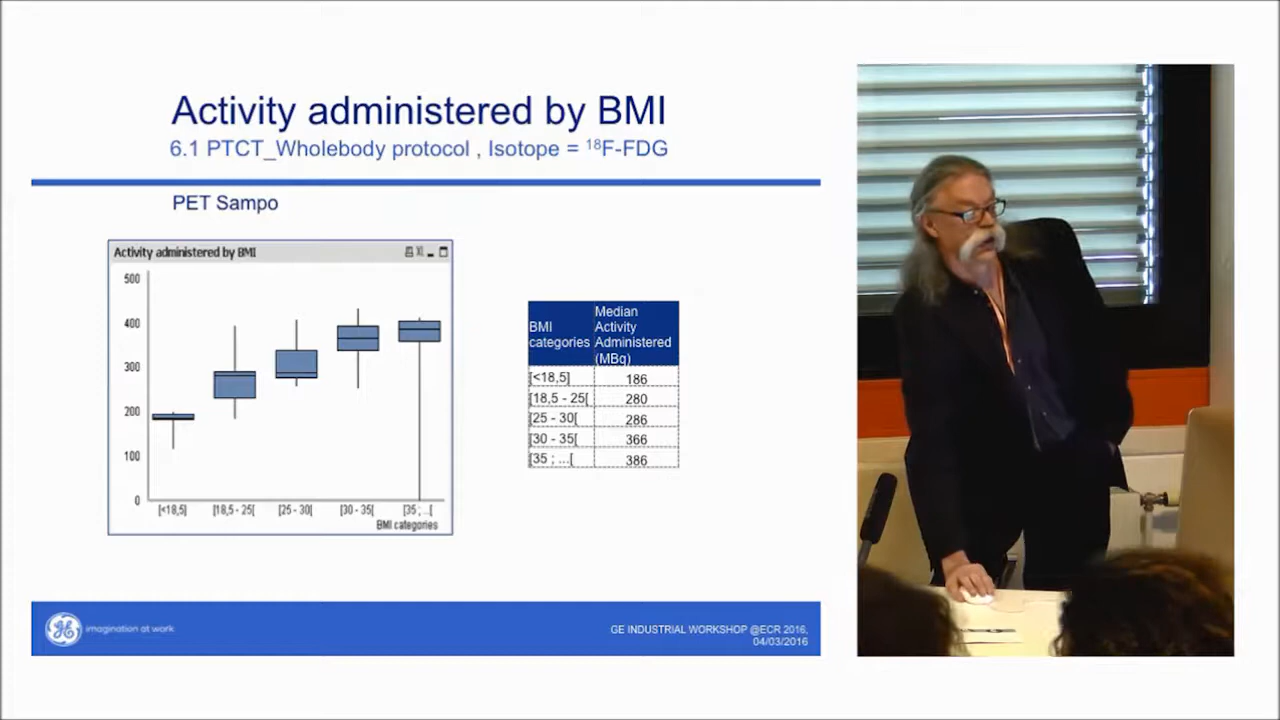 Activity administered by BMI
6.1 PTCT_Wholebody protocol , Isotope = ¹⁸F-FDG
PET Sampo
Activity administered by BMI
500
400
300
200
100
0
[<18,5] [18,5 - 25[ [25 - 30[ [30 - 35[ [35 ; ...[
BMI categories
BMI categories Median Activity Administered (MBq)
[<18,5] 186
[18,5 - 25[ 280
[25 - 30[ 286
[30 - 35[ 366
[35 ; ...[ 386
GE imagination at work
GE INDUSTRIAL WORKSHOP @ECR 2016,
04/03/2016